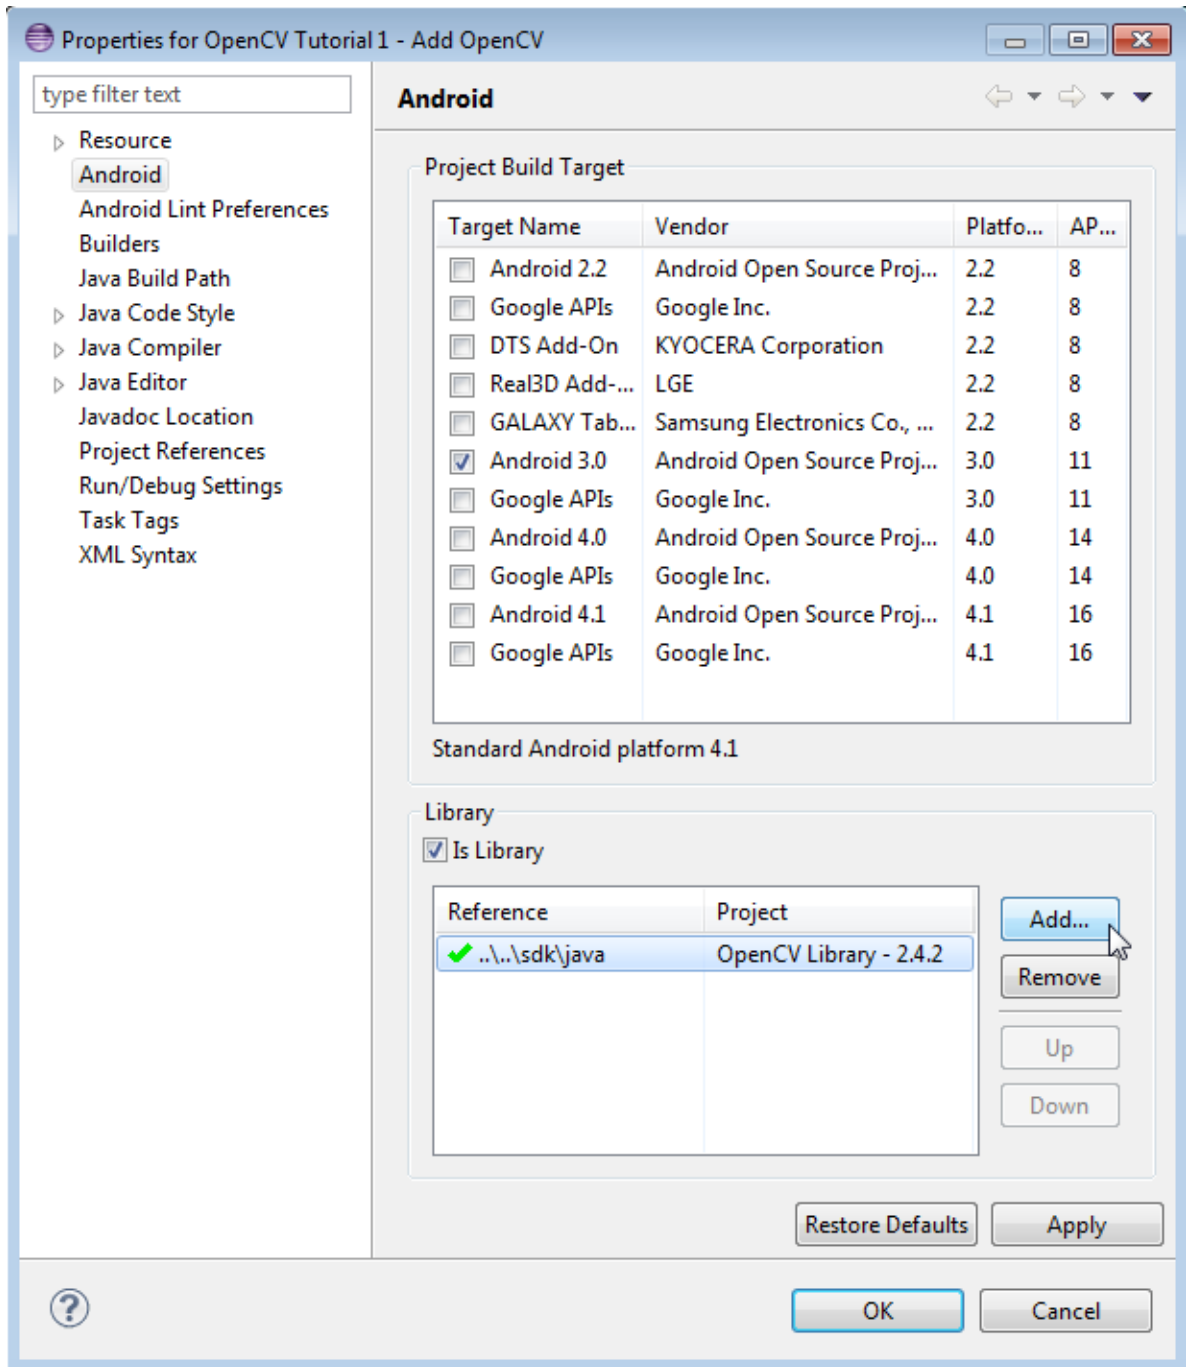 Properties for OpenCV Tutorial 1 - Add OpenCV
type filter text
Resource
Android
Android Lint Preferences
Builders
Java Build Path
Java Code Style
Java Compiler
Java Editor
Javadoc Location
Project References
Run/Debug Settings
Task Tags
XML Syntax
Android
Project Build Target
Target Name Vendor Platfo... AP...
Android 2.2 Android Open Source Proj... 2.2 8
Google APIs Google Inc. 2.2 8
DTS Add-On KYOCERA Corporation 2.2 8
Real3D Add-... LGE 2.2 8
GALAXY Tab... Samsung Electronics Co., ... 2.2 8
Android 3.0 Android Open Source Proj... 3.0 11
Google APIs Google Inc. 3.0 11
Android 4.0 Android Open Source Proj... 4.0 14
Google APIs Google Inc. 4.0 14
Android 4.1 Android Open Source Proj... 4.1 16
Google APIs Google Inc. 4.1 16
Standard Android platform 4.1
Library
Is Library
Reference Project
..\..\sdk\java OpenCV Library - 2.4.2
Add...
Remove
Up
Down
Restore Defaults Apply
? OK Cancel